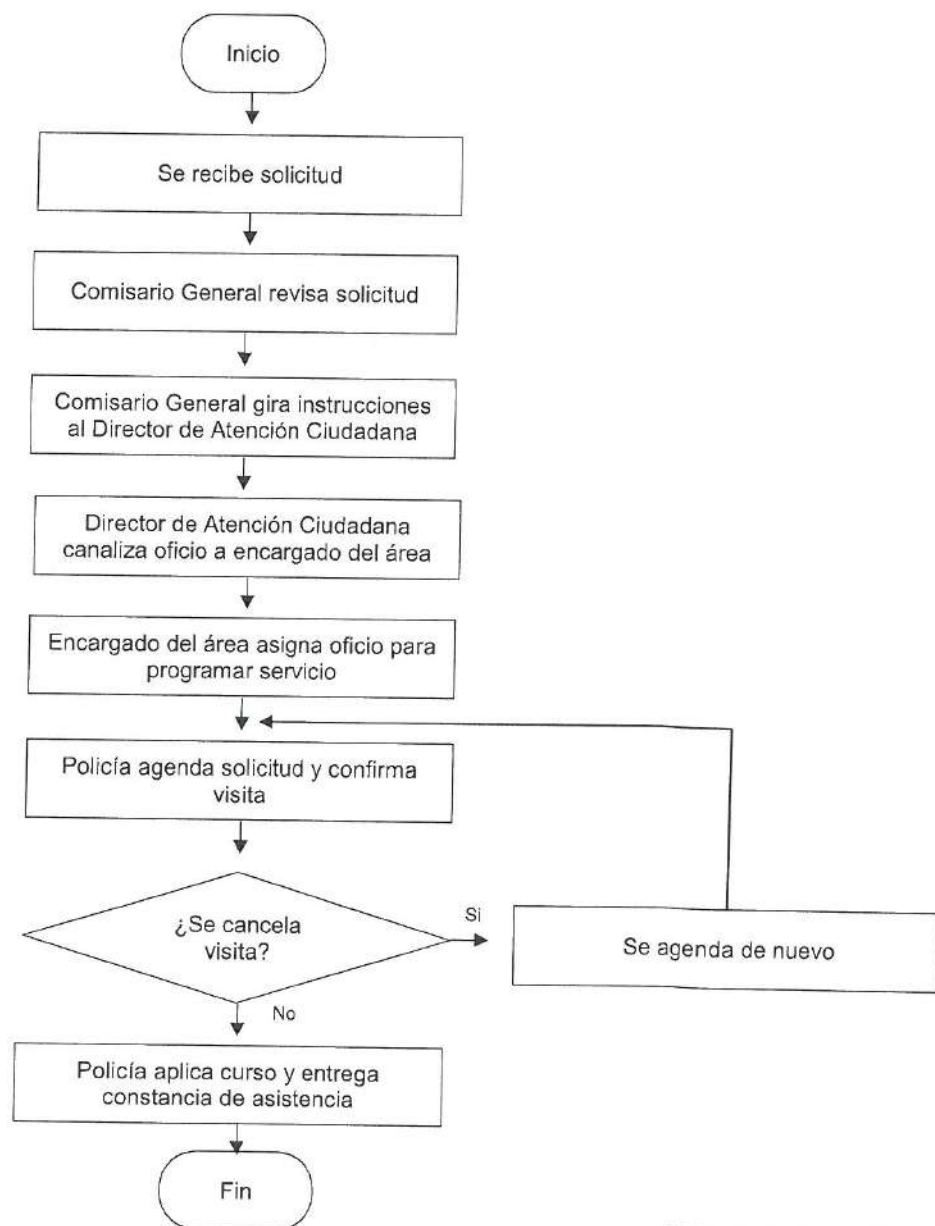 Inicio
Se recibe solicitud
Comisario General revisa solicitud
Comisario General gira instrucciones
al Director de Atención Ciudadana
Director de Atención Ciudadana
canaliza oficio a encargado del área
Encargado del área asigna oficio para
programar servicio
Policía agenda solicitud y confirma
visita
¿Se cancela
visita?
Si
Se agenda de nuevo
No
Policía aplica curso y entrega
constancia de asistencia
Fin